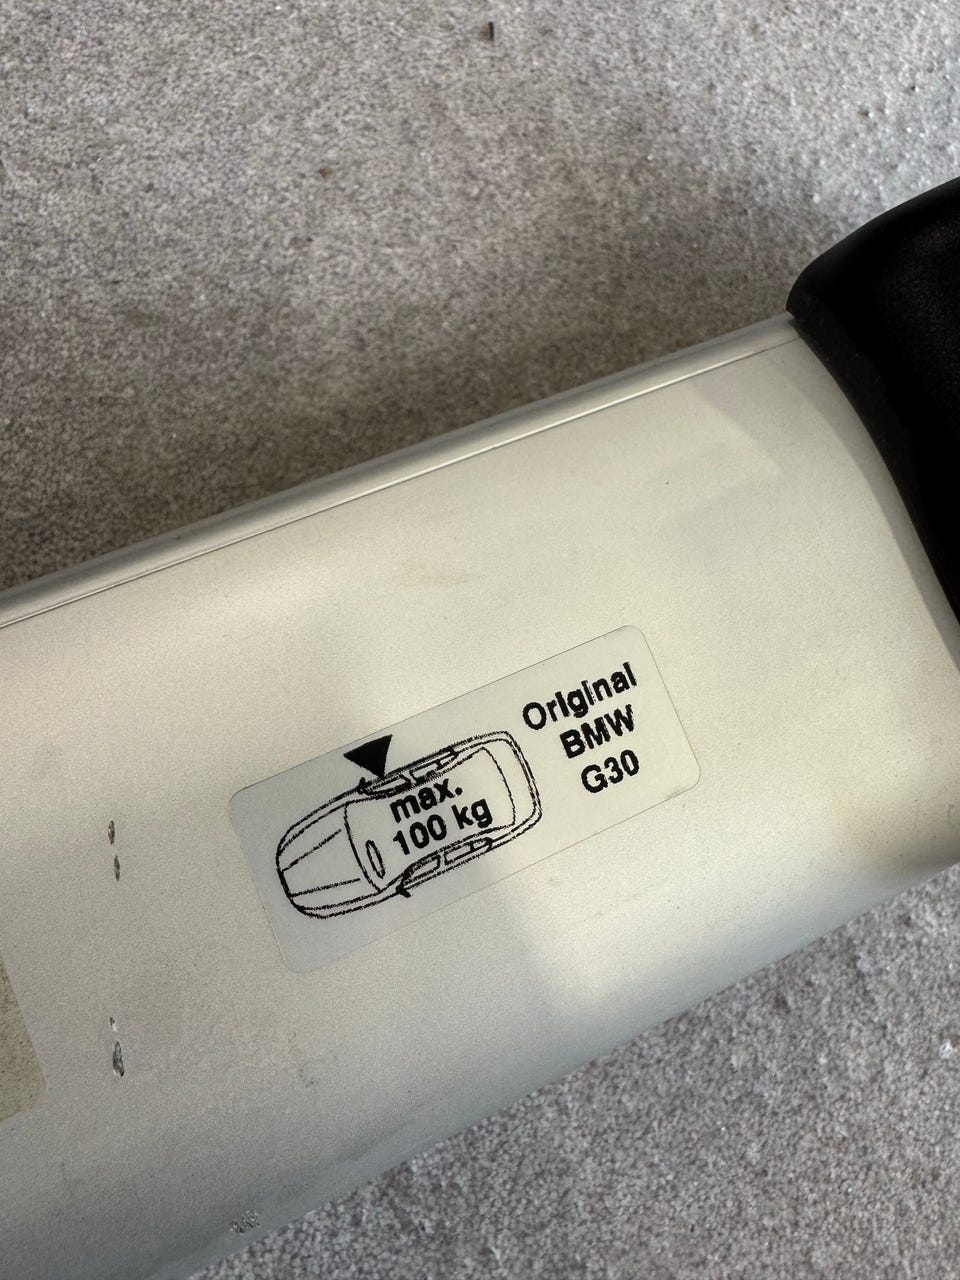 max.
100 kg
Original
BMW
G30